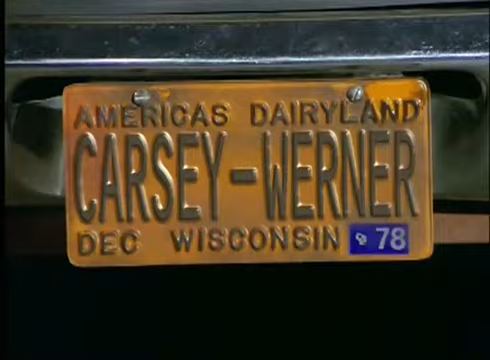 AMERICAS DAIRYLAND
CARSEY-WERNER
DEC WISCONSIN 78